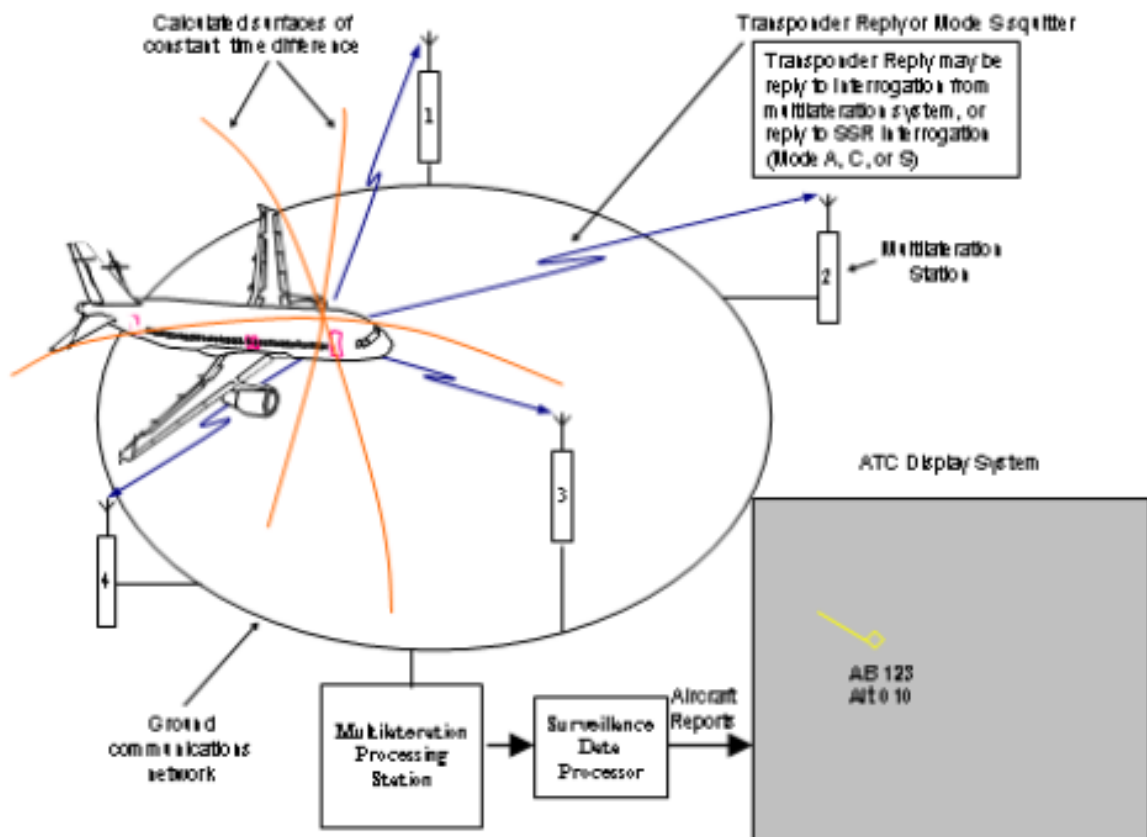 Calculated surfaces of
constant time difference
Transponder Reply or Mode S squitter
Transponder Reply may be
reply to Interrogation from
multilateration system, or
reply to SSR Interrogation
(Mode A, C, or S)
1
2
Multilateration
Station
3
4
ATC Display System
AB 123
Alt 010
Ground
communications
network
Multilateration
Processing
Station
Surveillance
Data
Processor
Aircraft
Reports